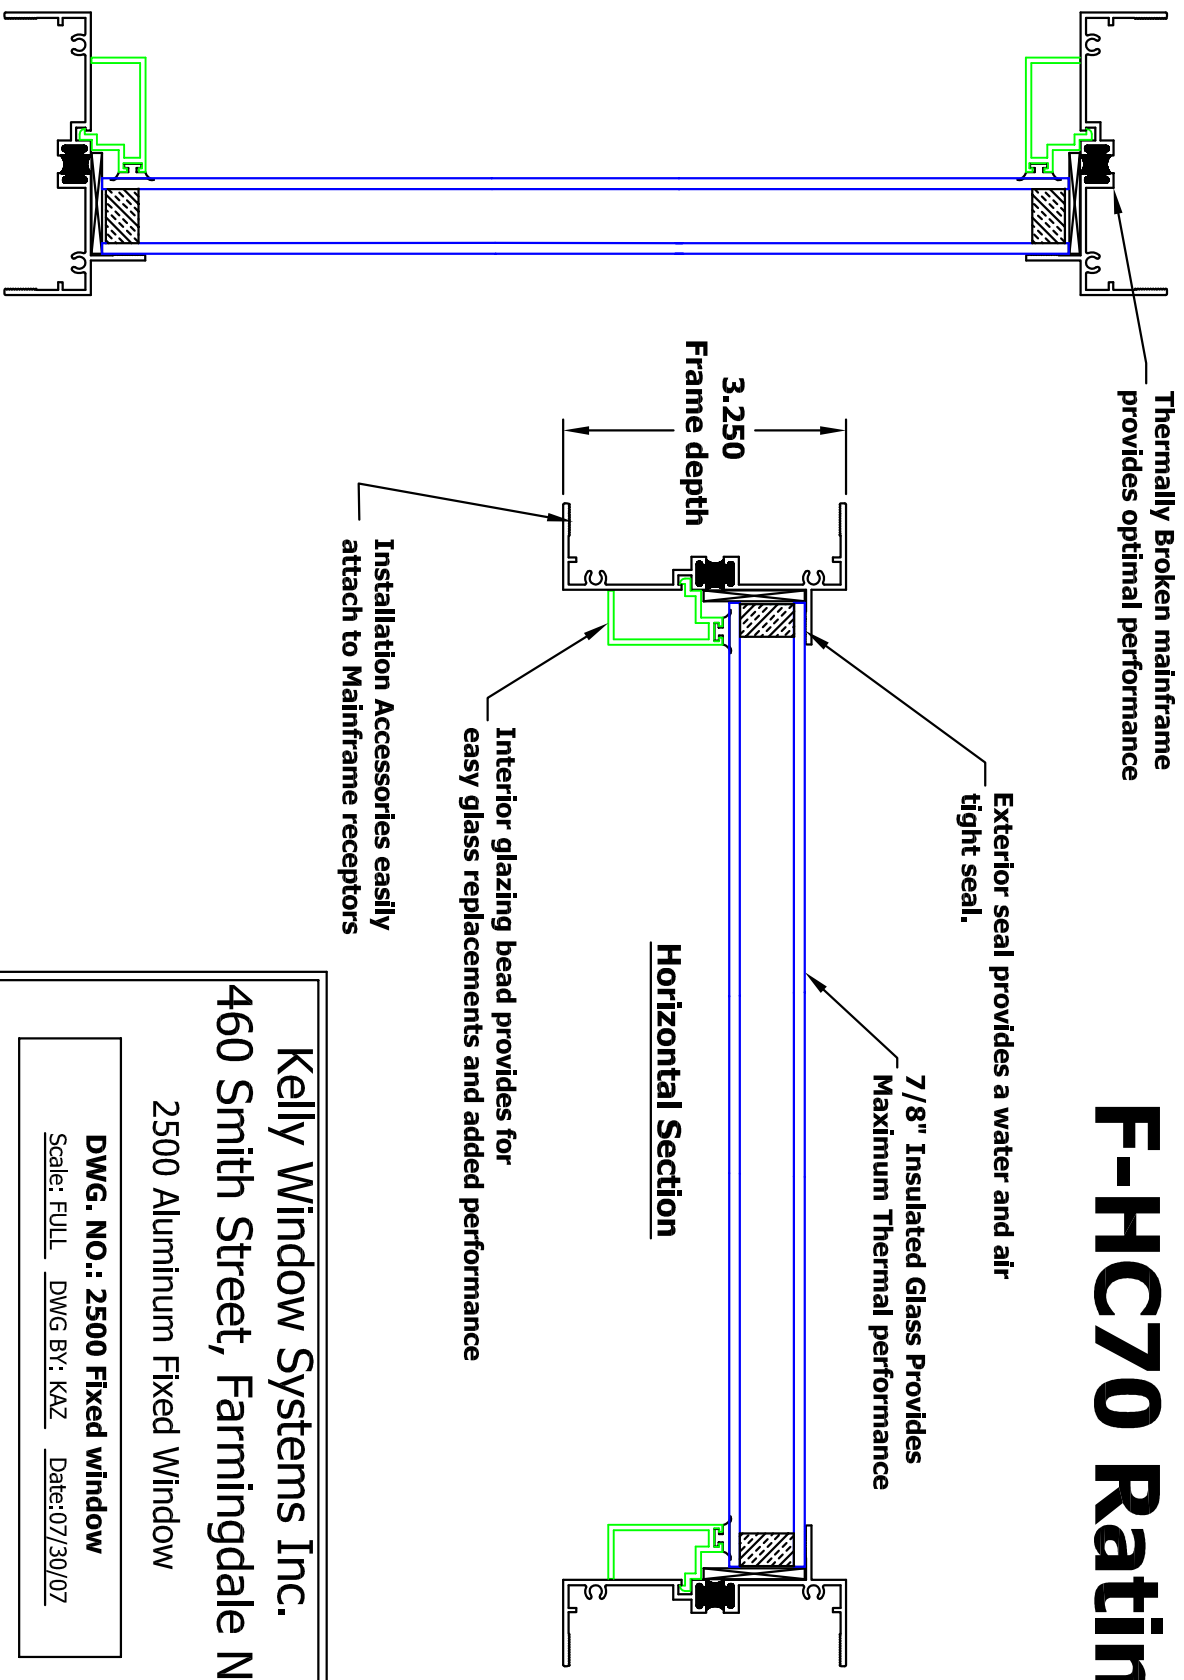 F-HC70 Ratin
Thermally Broken mainframe
provides optimal performance
Exterior seal provides a water and air
tight seal.
7/8" Insulated Glass Provides
Maximum Thermal performance
3.250
Frame depth
Horizontal Section
Interior glazing bead provides for
easy glass replacements and added performance
Installation Accessories easily
attach to Mainframe receptors
Kelly Window Systems Inc.
460 Smith Street, Farmingdale N
2500 Aluminum Fixed Window
DWG. NO.: 2500 Fixed window
Scale: FULL DWG BY: KAZ Date:07/30/07